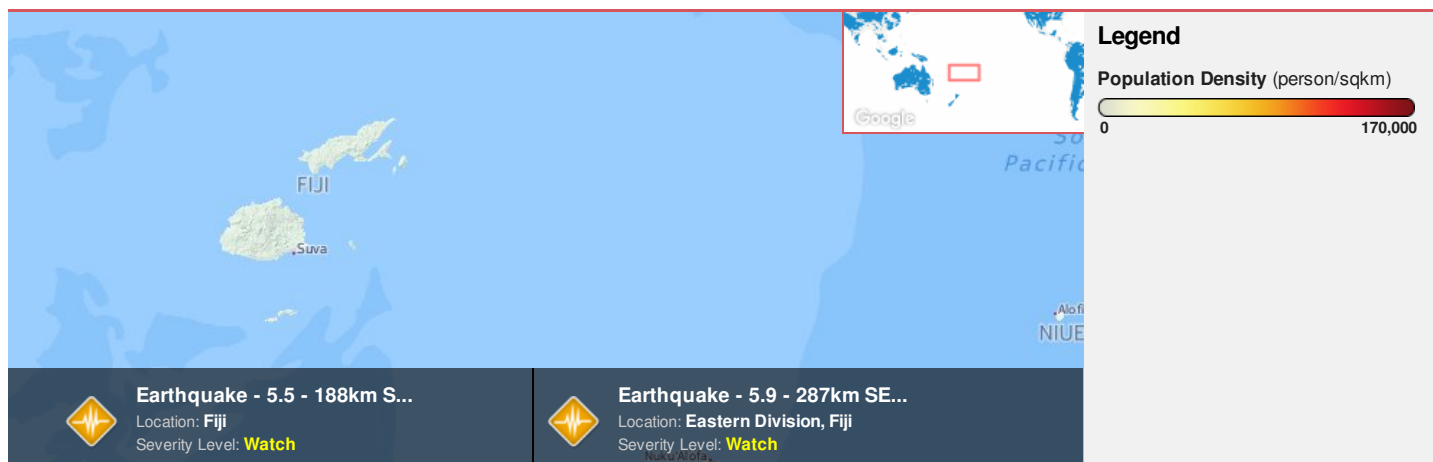 Google
So
Pacific
FIJI
Suva
Alofi
NIUE
Legend
Population Density (person/sqkm)
0 170,000
Earthquake - 5.5 - 188km S...
Location: Fiji
Severity Level: Watch
Earthquake - 5.9 - 287km SE...
Location: Eastern Division, Fiji
Severity Level: Watch
Nuku'Alofa